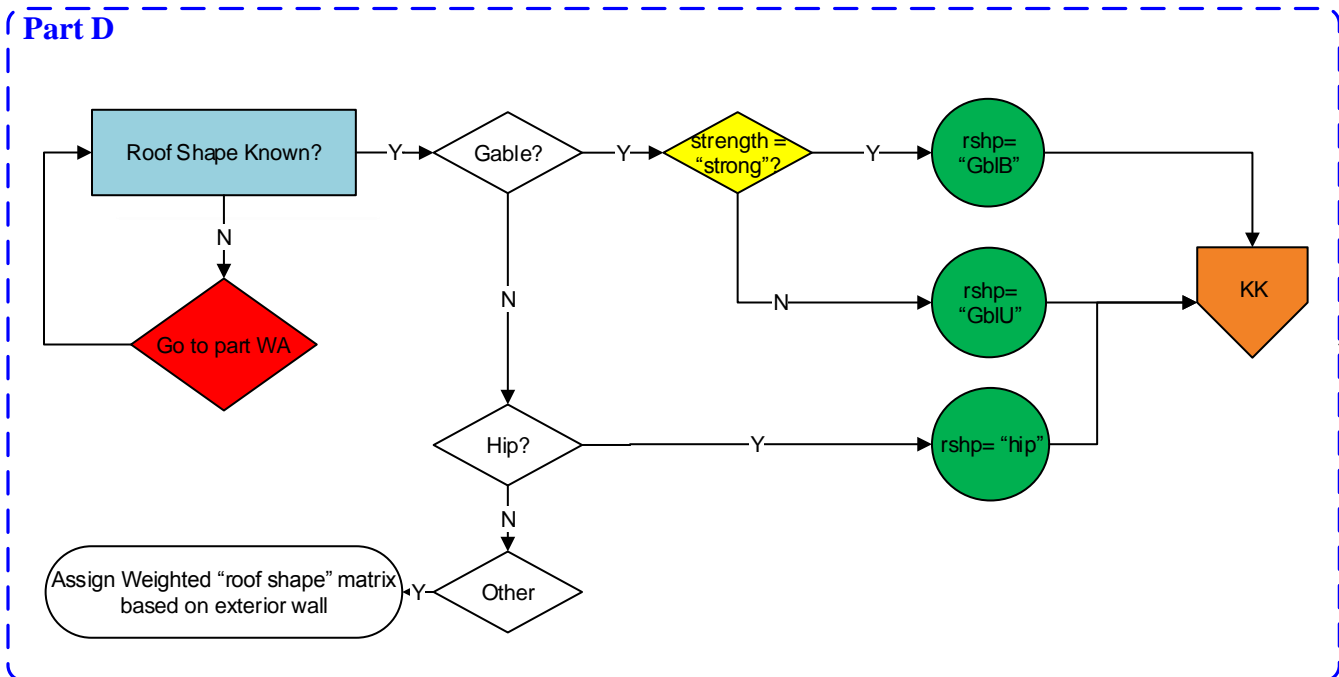 Part D
Roof Shape Known?
Y
Gable?
Y
strength =
"strong"?
Y
rshp=
"GblB"
N
N
N
rshp=
"GblU"
KK
Go to part WA
Hip?
Y
rshp= "hip"
N
Assign Weighted "roof shape" matrix
based on exterior wall
Y
Other